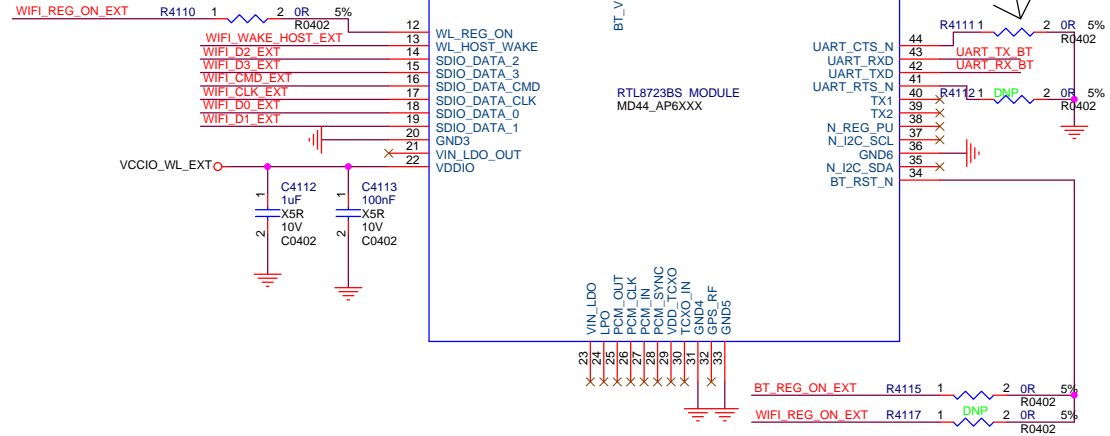 WIFI_REG_ON_EXT R4110 1 2 0R 5%
R0402
BT_V
12 WL_REG_ON
WIFI_WAKE_HOST_EXT 13 WL_HOST_WAKE
WIFI_D2_EXT 14 SDIO_DATA_2
WIFI_D3_EXT 15 SDIO_DATA_3
WIFI_CMD_EXT 16 SDIO_DATA_CMD
WIFI_CLK_EXT 17 SDIO_DATA_CLK
WIFI_D0_EXT 18 SDIO_DATA_0
WIFI_D1_EXT 19 SDIO_DATA_1
20 GND3
21 VIN_LDO_OUT
VCCIO_WL_EXT 22 VDDIO
RTL8723BS_MODULE
MD44_AP6XXX
R4111 1 2 0R 5%
R0402
UART_CTS_N 44
UART_RXD 43 UART_TX_BT
UART_TXD 42 UART_RX_BT
UART_RTS_N 41
R4112 1 DNP 2 0R 5%
R0402
TX1 40
TX2 39
N_REG_PU 38
N_I2C_SCL 37
GND6 36
N_I2C_SDA 35
BT_RST_N 34
1 C4112
1uF
X5R
10V
2 C0402
1 C4113
100nF
X5R
10V
2 C0402
VIN_LDO 23
LPO 24
PCM_OUT 25
PCM_CLK 26
PCM_IN 27
PCM_SYNC 28
VDD_TCXO 29
TCXO_IN 30
GND4 31
GPS_RF 32
GND5 33
BT_REG_ON_EXT R4115 1 2 0R 5%
R0402
WIFI_REG_ON_EXT R4117 1 DNP 2 0R 5%
R0402